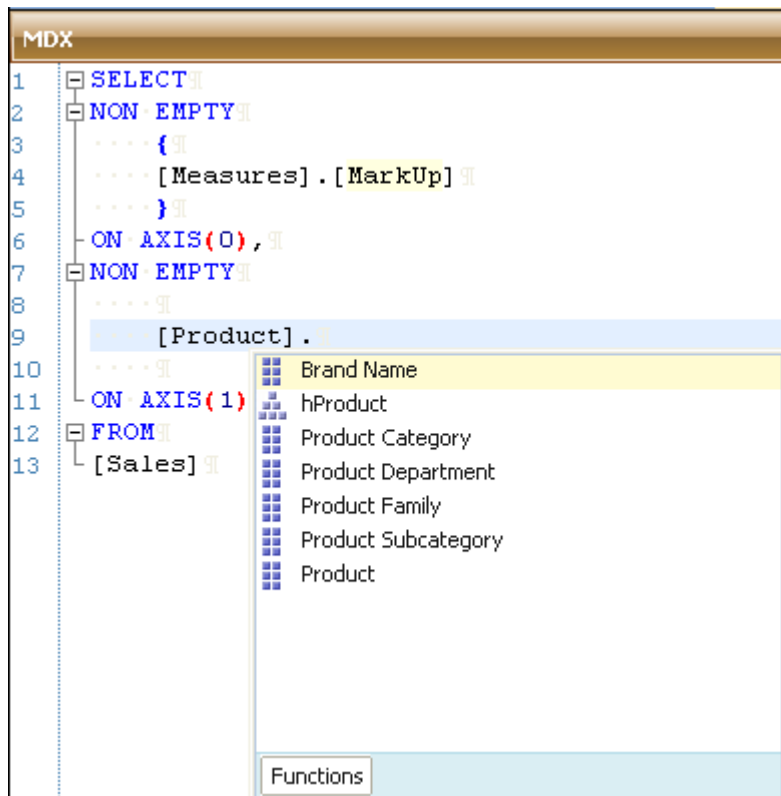 MDX
1 SELECT¶
2 NON·EMPTY¶
3 ····{¶
4 ····[Measures].[MarkUp]¶
5 ····}¶
6 ON·AXIS(0),¶
7 NON·EMPTY¶
8 ····¶
9 ····[Product].¶
10 ····¶
11 ON·AXIS(1)
12 FROM¶
13 [Sales]¶
Brand Name
hProduct
Product Category
Product Department
Product Family
Product Subcategory
Product
Functions